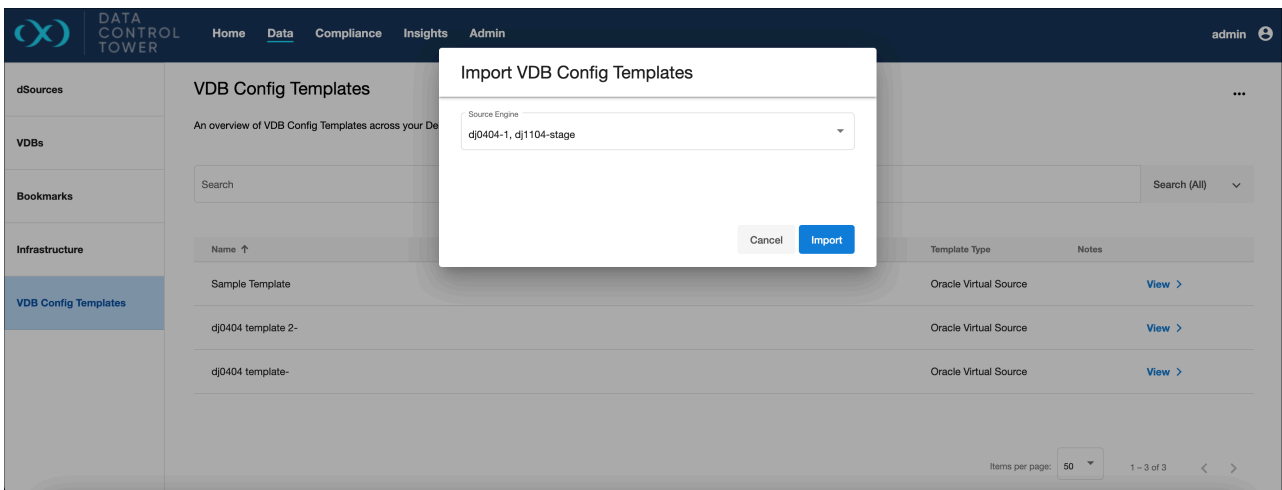 DATA
CONTROL
TOWER
Home Data Compliance Insights Admin
admin
dSources
VDBs
Bookmarks
Infrastructure
VDB Config Templates
VDB Config Templates
An overview of VDB Config Templates across your De
Search
Search (All)
Name Template Type Notes
Sample Template Oracle Virtual Source View
dj0404 template 2- Oracle Virtual Source View
dj0404 template- Oracle Virtual Source View
Items per page: 50 1 – 3 of 3
Import VDB Config Templates
Source Engine
dj0404-1, dj1104-stage
Cancel Import